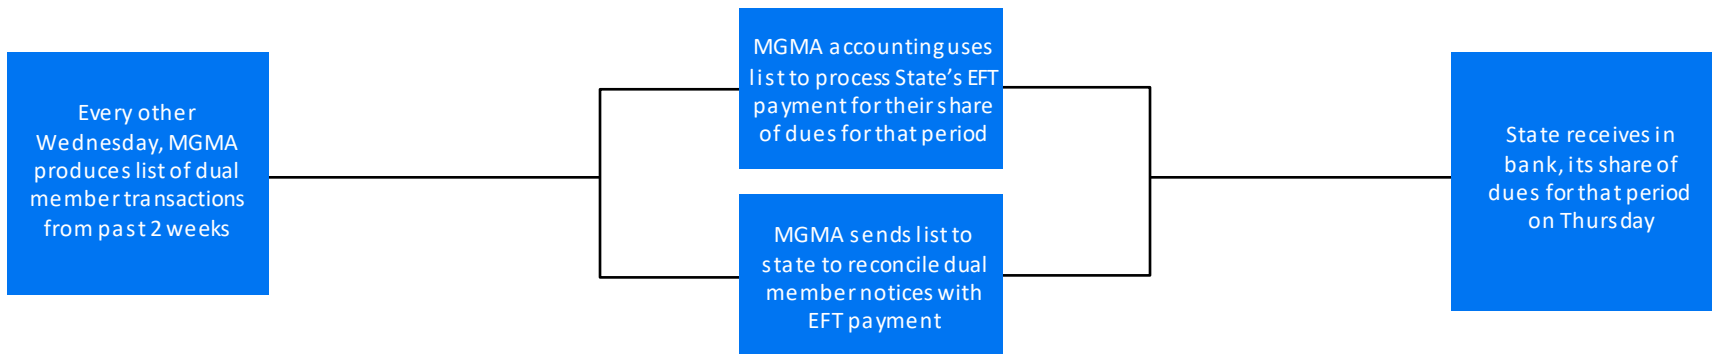 Every other
Wednesday, MGMA
produces list of dual
member transactions
from past 2 weeks
MGMA accounting uses
list to process State’s EFT
payment for their share
of dues for that period
MGMA sends list to
state to reconcile dual
member notices with
EFT payment
State receives in
bank, its share of
dues for that period
on Thursday